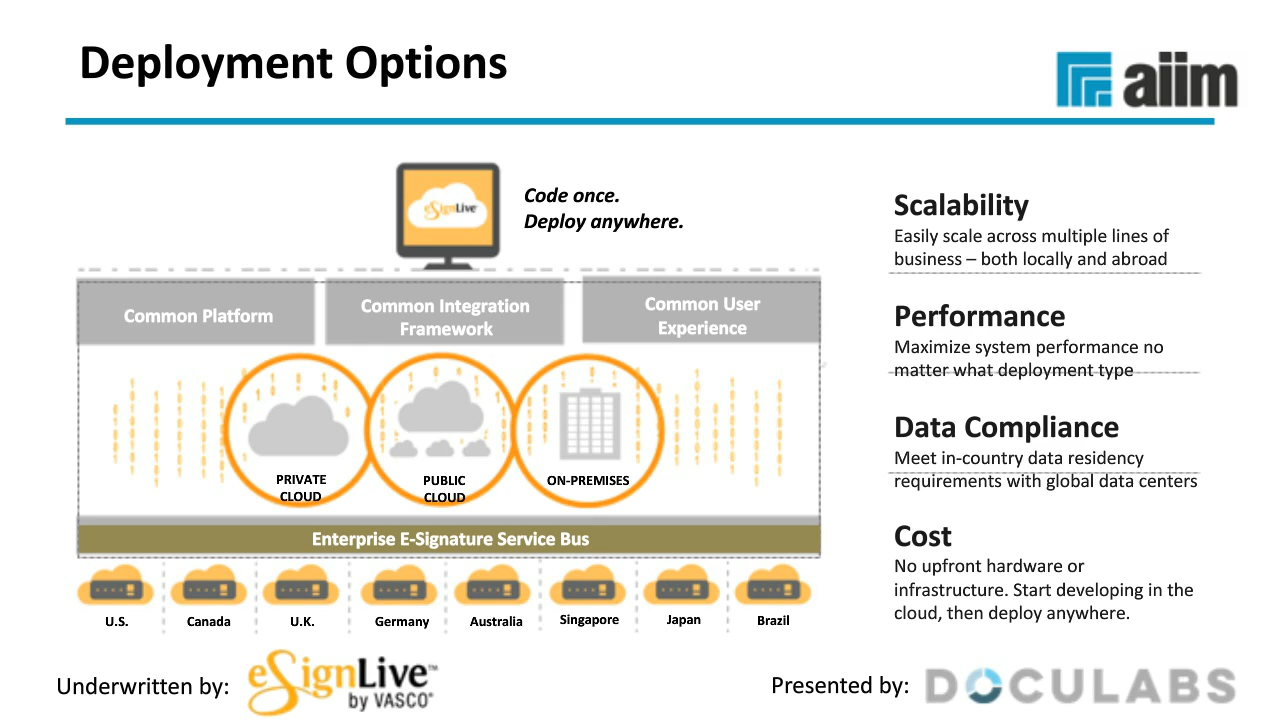 Deployment Options
aiim
eSignLive
Code once.
Deploy anywhere.
Common Platform
Common Integration
Framework
Common User
Experience
PRIVATE
CLOUD
PUBLIC
CLOUD
ON-PREMISES
Enterprise E-Signature Service Bus
U.S.
Canada
U.K.
Germany
Australia
Singapore
Japan
Brazil
Scalability
Easily scale across multiple lines of
business – both locally and abroad
Performance
Maximize system performance no
matter what deployment type
Data Compliance
Meet in-country data residency
requirements with global data centers
Cost
No upfront hardware or
infrastructure. Start developing in the
cloud, then deploy anywhere.
Underwritten by:
eSignLive™
by VASCO®
Presented by:
DOCULABS